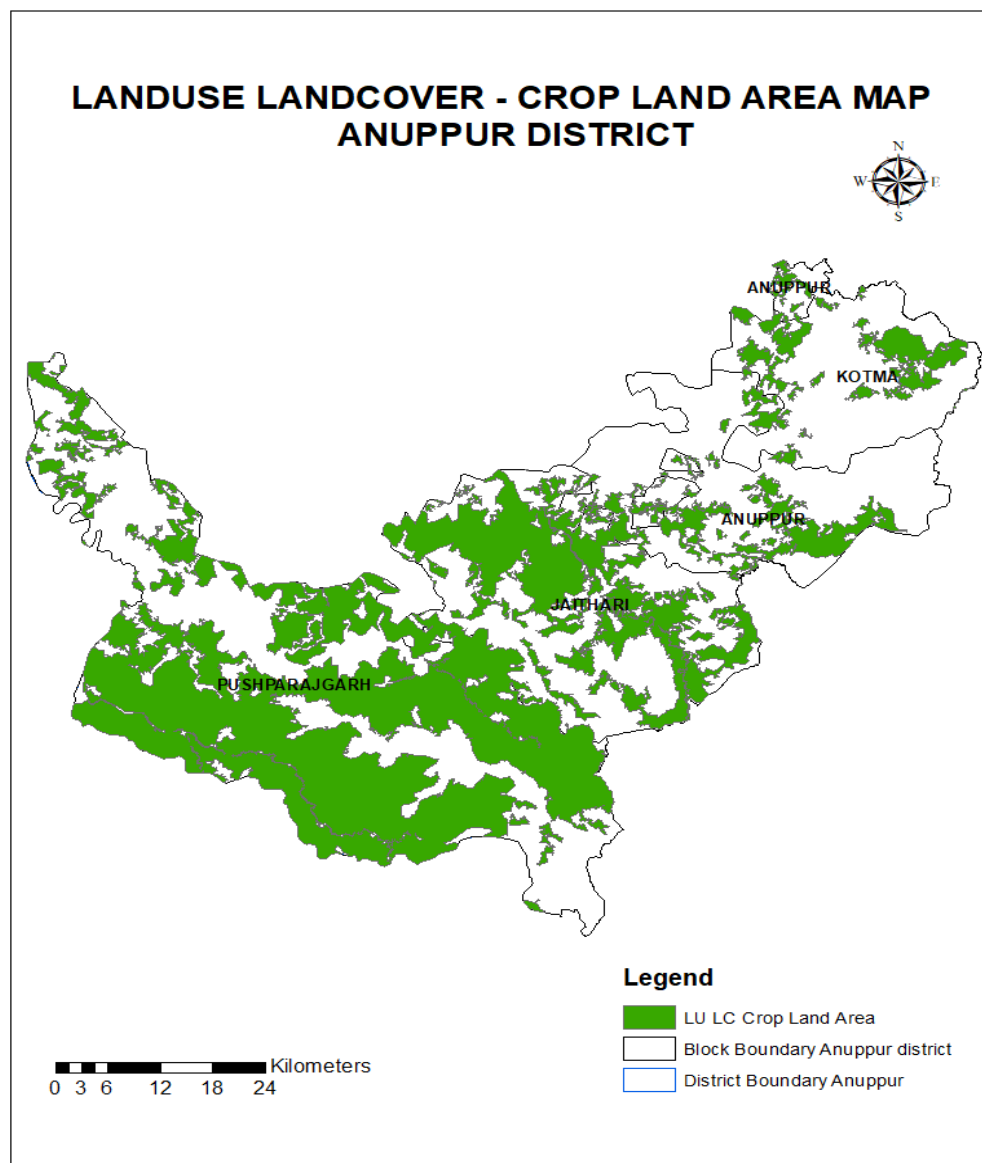 LANDUSE LANDCOVER - CROP LAND AREA MAP
ANUPPUR DISTRICT
N
W E
S
ANUPPUR
KOTMA
ANUPPUR
JAITHARI
PUSHPARAJGARH
Legend
LU LC Crop Land Area
Block Boundary Anuppur district
District Boundary Anuppur
Kilometers
0 3 6 12 18 24